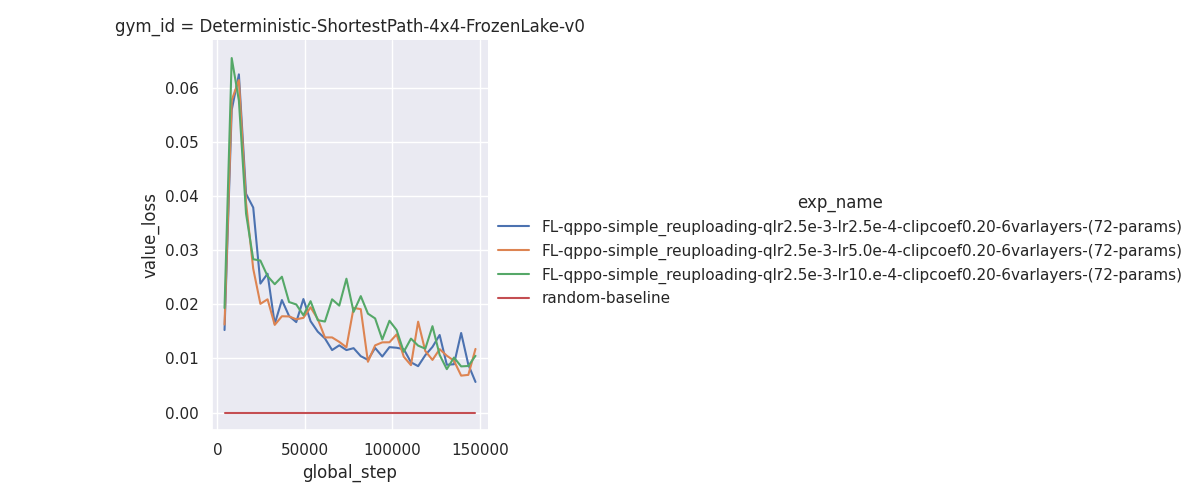 gym_id = Deterministic-ShortestPath-4x4-FrozenLake-v0
0.06
0.05
0.04
0.03
0.02
0.01
0.00
value_loss
0 50000 100000 150000
global_step
exp_name
FL-qppo-simple_reuploading-qlr2.5e-3-lr2.5e-4-clipcoef0.20-6varlayers-(72-params)
FL-qppo-simple_reuploading-qlr2.5e-3-lr5.0e-4-clipcoef0.20-6varlayers-(72-params)
FL-qppo-simple_reuploading-qlr2.5e-3-lr10.e-4-clipcoef0.20-6varlayers-(72-params)
random-baseline